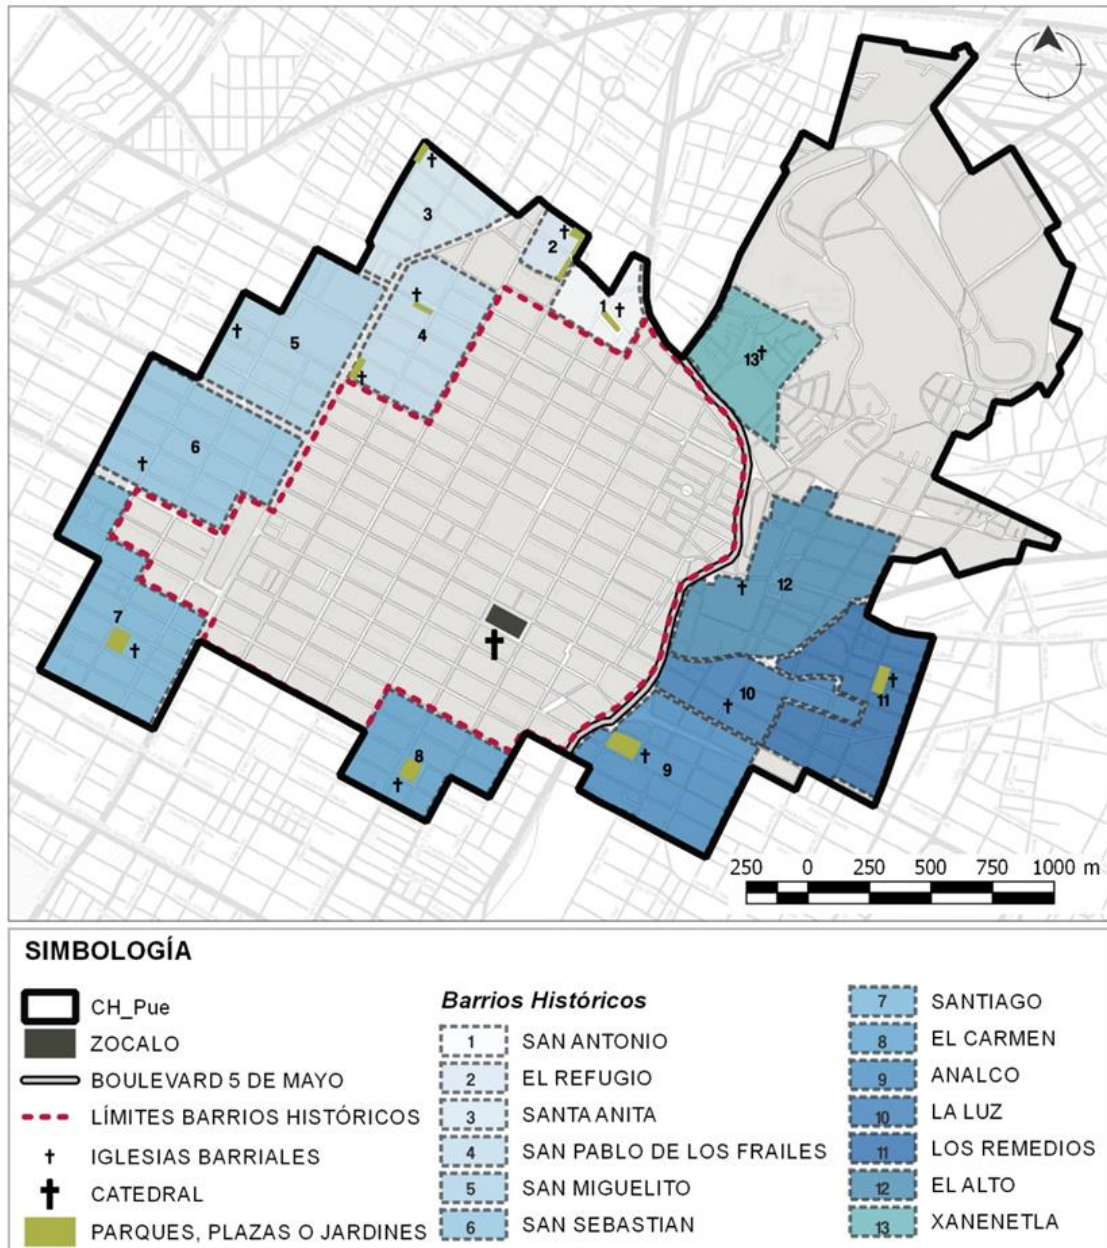 3
2
1
4
5
13
6
12
7
10
11
8
9
250 0 250 500 750 1000 m
SIMBOLOGÍA
CH_Pue
ZOCALO
BOULEVARD 5 DE MAYO
LÍMITES BARRIOS HISTÓRICOS
IGLESIAS BARRIALES
CATEDRAL
PARQUES, PLAZAS O JARDINES
Barrios Históricos
1 SAN ANTONIO
2 EL REFUGIO
3 SANTA ANITA
4 SAN PABLO DE LOS FRAILES
5 SAN MIGUELITO
6 SAN SEBASTIAN
7 SANTIAGO
8 EL CARMEN
9 ANALCO
10 LA LUZ
11 LOS REMEDIOS
12 EL ALTO
13 XANENETLA